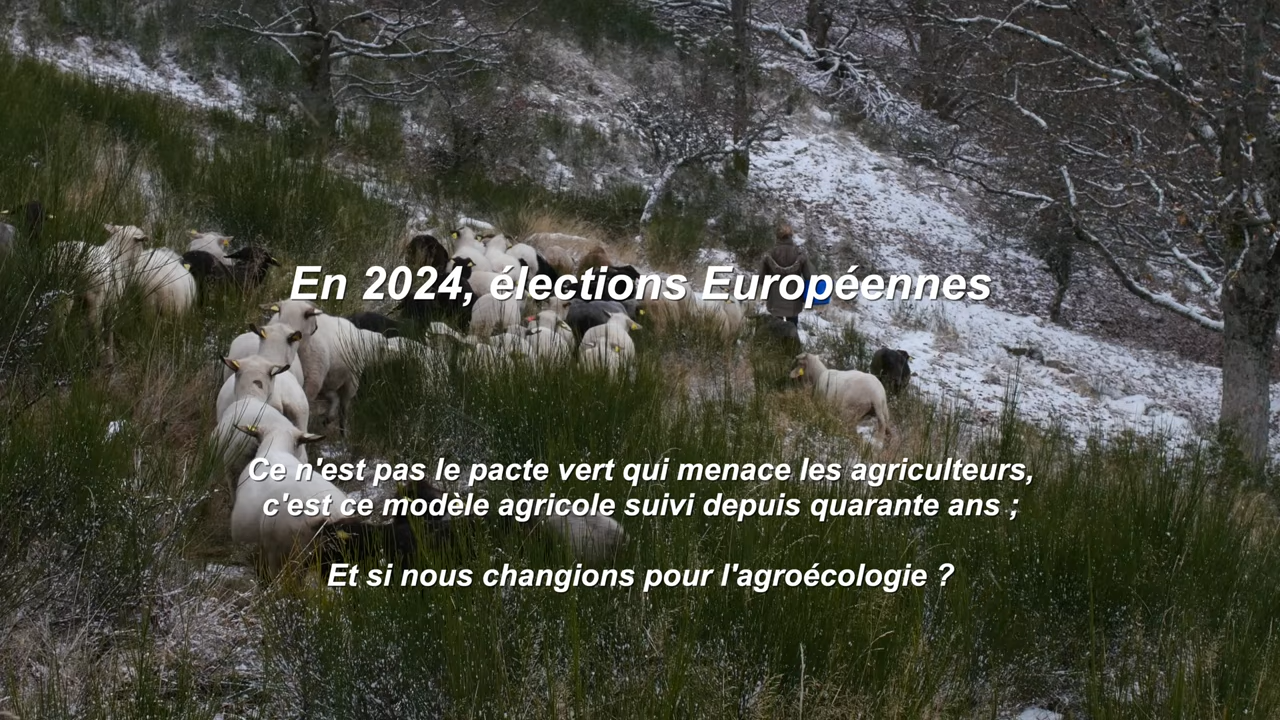 En 2024, élections Européennes
Ce n'est pas le pacte vert qui menace les agriculteurs,
c'est ce modèle agricole suivi depuis quarante ans ;
Et si nous changions pour l'agroécologie ?